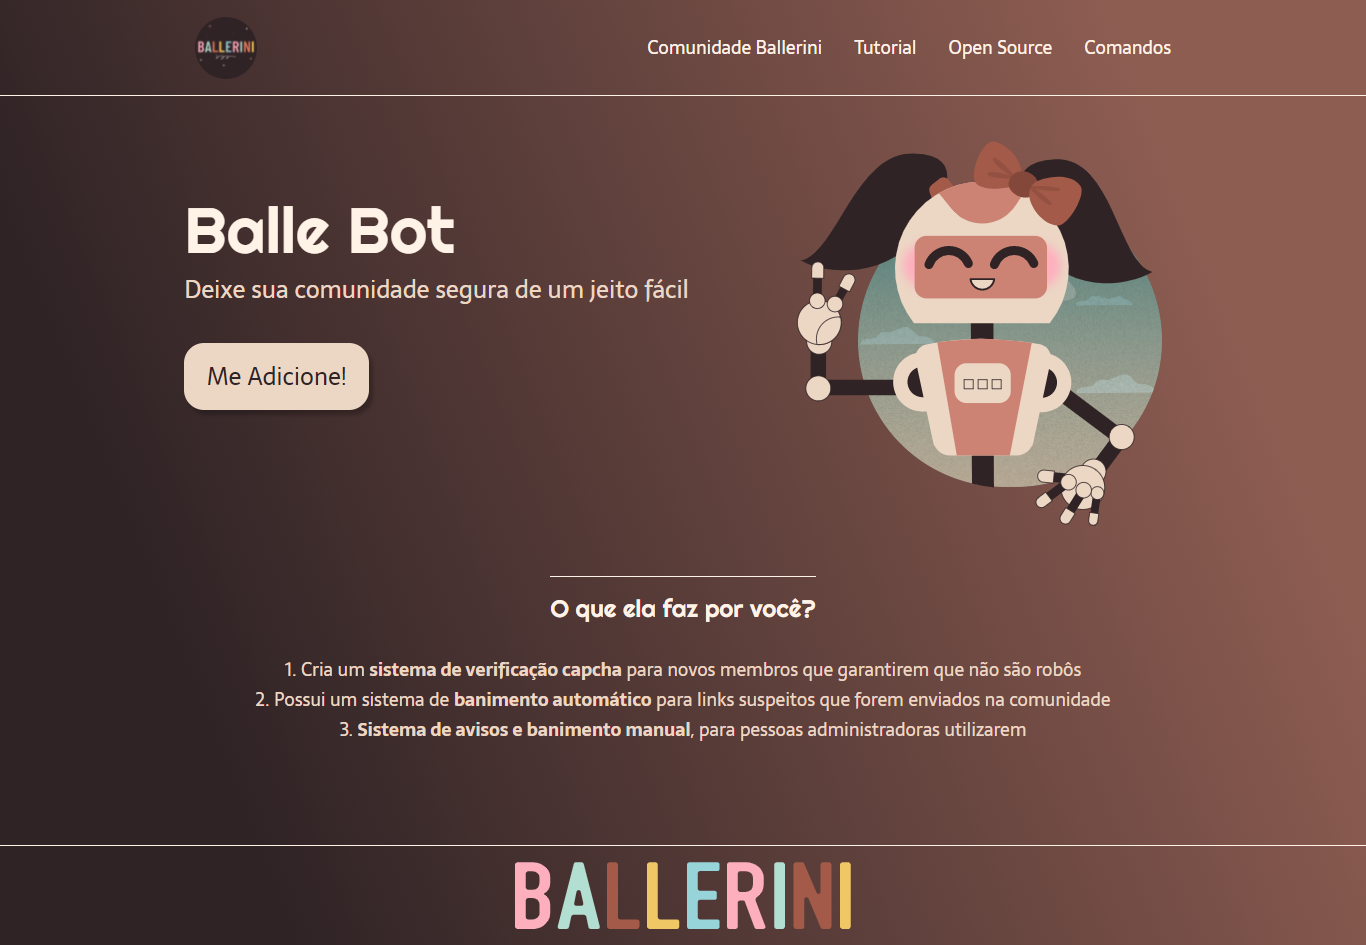 BALLERINI
Comunidade Ballerini Tutorial Open Source Comandos
Balle Bot
Deixe sua comunidade segura de um jeito fácil
Me Adicione!
O que ela faz por você?
1. Cria um sistema de verificação capcha para novos membros que garantirem que não são robôs
2. Possui um sistema de banimento automático para links suspeitos que forem enviados na comunidade
3. Sistema de avisos e banimento manual, para pessoas administradoras utilizarem
BALLERINI